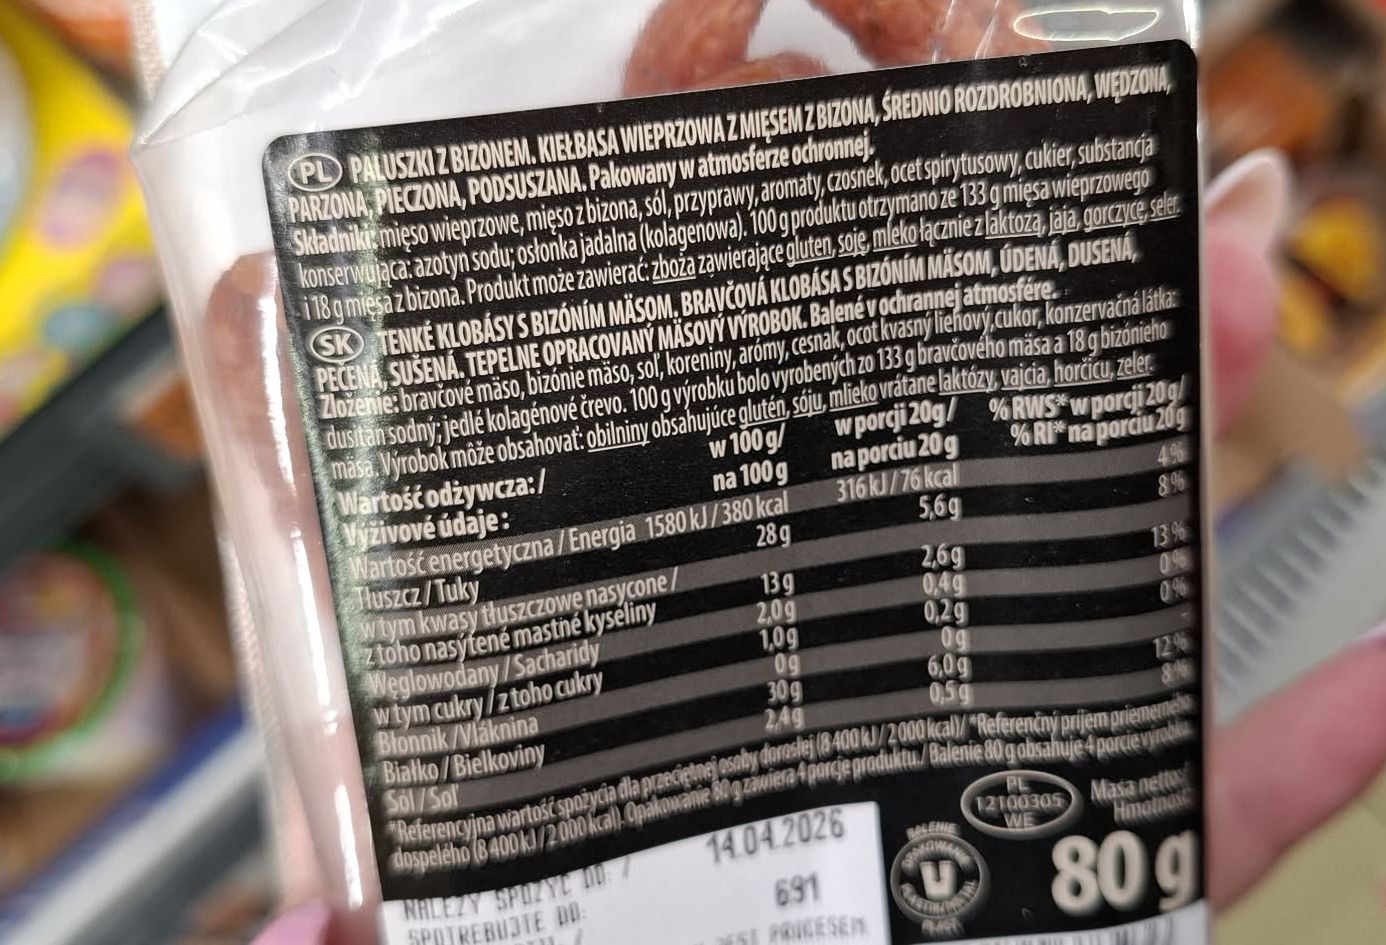 PL PALUSZKI Z BIZONEM. KIEŁBASA WIEPRZOWA Z MIĘSEM Z BIZONA, ŚREDNIO ROZDROBNIONA, WĘDZONA,
PARZONA, PIECZONA, PODSUSZANA. Pakowany w atmosferze ochronnej.
Składniki: mięso wieprzowe, mięso z bizona, sól, przyprawy, aromaty, czosnek, ocet spirytusowy, cukier, substancja
konserwująca: azotyn sodu; osłonka jadalna (kolagenowa). 100 g produktu otrzymano ze 133 g mięsa wieprzowego
i 18 g mięsa z bizona. Produkt może zawierać: zboża zawierające gluten, soję, mleko łącznie z laktozą, jaja, gorczycę, seler.
SK TENKÉ KLOBÁSY S BIZÓNÍM MÄSOM. BRAVČOVÁ KLOBÁSA S BIZÓNÍM MÄSOM, ÚDENÁ, DUSENÁ,
PEČENÁ, SUŠENÁ. TEPELNE OPRACOVANÝ MÄSOVÝ VÝROBOK. Balené v ochrannej atmosfére.
Zloženie: bravčové mäso, bizónie mäso, soľ, koreniny, arómy, cesnak, ocot kvasný liehový, cukor, konzervačná látka:
dusitan sodný; jedlé kolagénové črevo. 100 g výrobku bolo vyrobených zo 133 g bravčového mäsa a 18 g bizónieho
mäsa. Výrobok môže obsahovať: obilniny obsahujúce glutén, sóju, mlieko vrátane laktózy, vajcia, horčicu, zeler.
Wartość odżywcza: / w 100 g/ w porcji 20g/ % RWS* w porcji 20g/
Výživové údaje: na 100 g na porciu 20 g % RI* na porciu 20g
Wartość energetyczna / Energia 1580 kJ / 380 kcal 316 kJ / 76 kcal 4%
Tłuszcz / Tuky 28 g 5,6 g 8%
w tym kwasy tłuszczowe nasycone /
z toho nasýtené mastné kyseliny 13 g 2,6 g 13%
Węglowodany / Sacharidy 2,0 g 0,4 g 0%
w tym cukry / z toho cukry 1,0 g 0,2 g 0%
Błonnik / Vláknina 0 g 0 g -
Białko / Bielkoviny 30 g 6,0 g 12%
Sól / Soľ 2,4 g 0,5 g 8%
*Referencyjna wartość spożycia dla przeciętnej osoby dorosłej (8 400 kJ / 2 000 kcal)/ *Referenčný príjem priemerného
dospelého (8 400 kJ / 2 000 kcal). Opakowanie 80 g zawiera 4 porcje produktu. / Balenie 80 g obsahuje 4 porcie výrobku.
PL
12100305
WE
Masa netto:/
Hmotnosť
80 g
BALENIE
OPAKOWANIE
U
14.04.2026
NALEŻY SPOŻYĆ DO: /
SPOTREBUJTE DO:
691